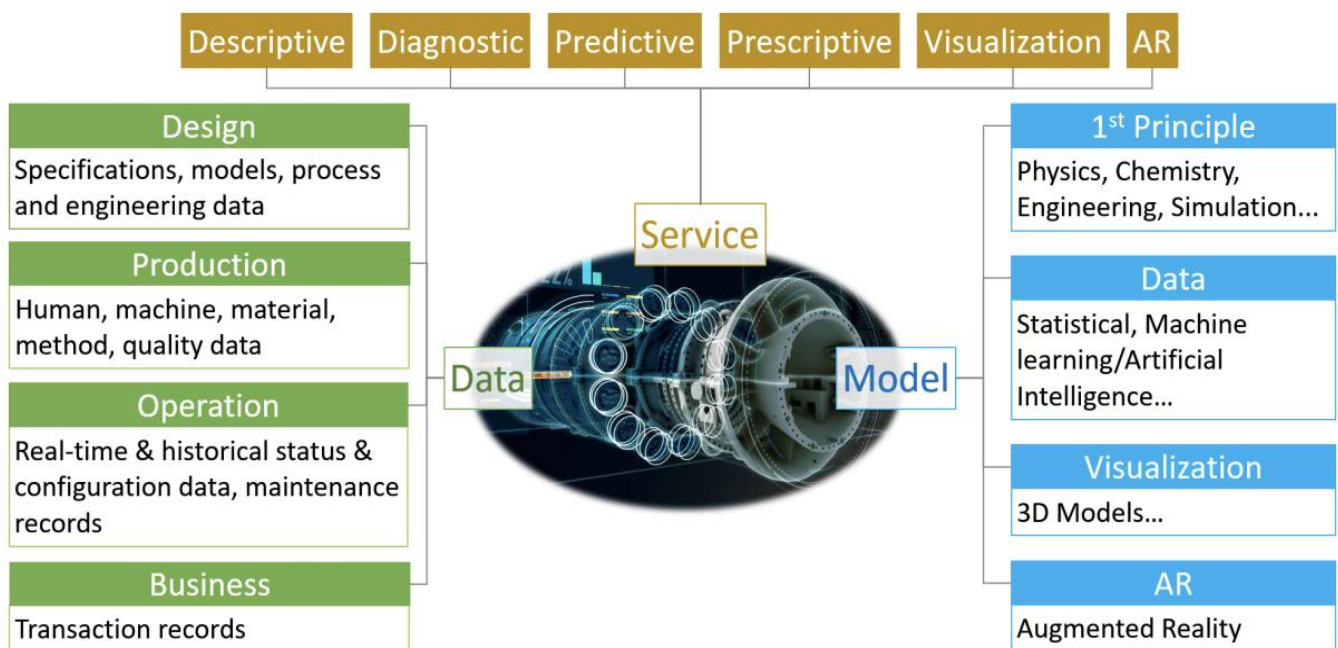 Descriptive Diagnostic Predictive Prescriptive Visualization AR
Design
Specifications, models, process
and engineering data
Production
Human, machine, material,
method, quality data
Operation
Real-time & historical status &
configuration data, maintenance
records
Business
Transaction records
Service
Data
Model
1st Principle
Physics, Chemistry,
Engineering, Simulation...
Data
Statistical, Machine
learning/Artificial
Intelligence...
Visualization
3D Models...
AR
Augmented Reality